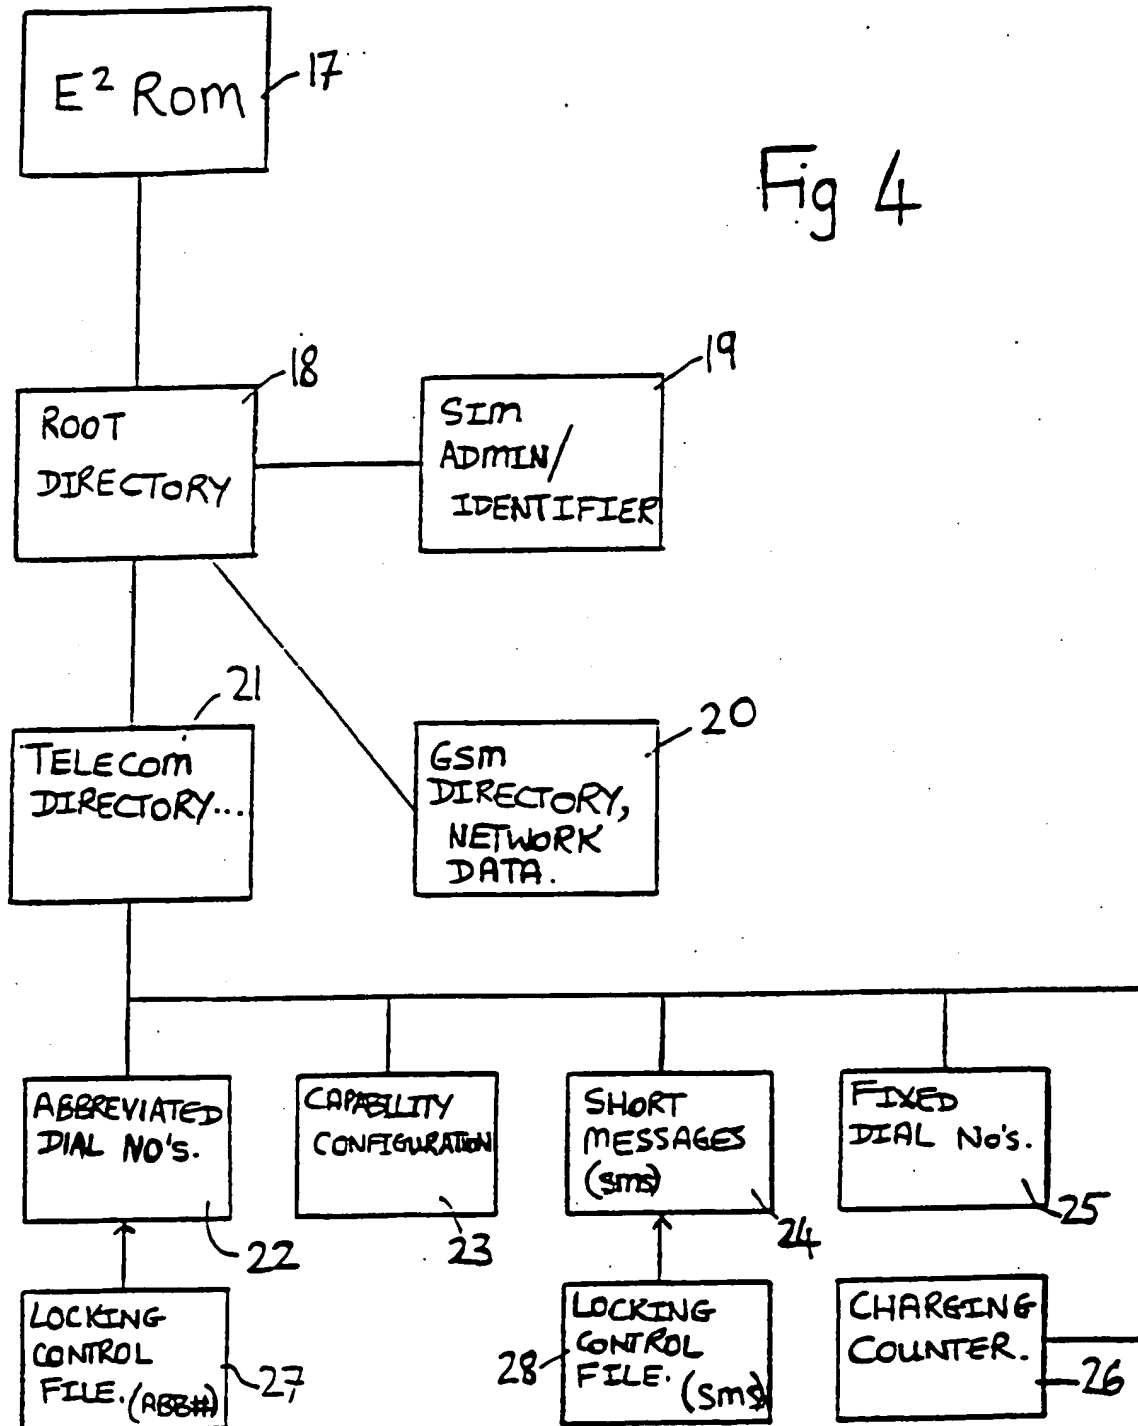 E² Rom
17
Fig 4
18
19
ROOT
DIRECTORY
SIM
ADMIN/
IDENTIFIER
21
20
TELECOM
DIRECTORY...
GSM
DIRECTORY,
NETWORK
DATA.
ABBREVIATED
DIAL NO'S.
22
CAPABILITY
CONFIGURATION
23
SHORT
MESSAGES
(SMS)
24
FIXED
DIAL No's.
25
LOCKING
CONTROL
FILE. (ABB#)
27
LOCKING
CONTROL
FILE. (SMS)
28
CHARGING
COUNTER.
26